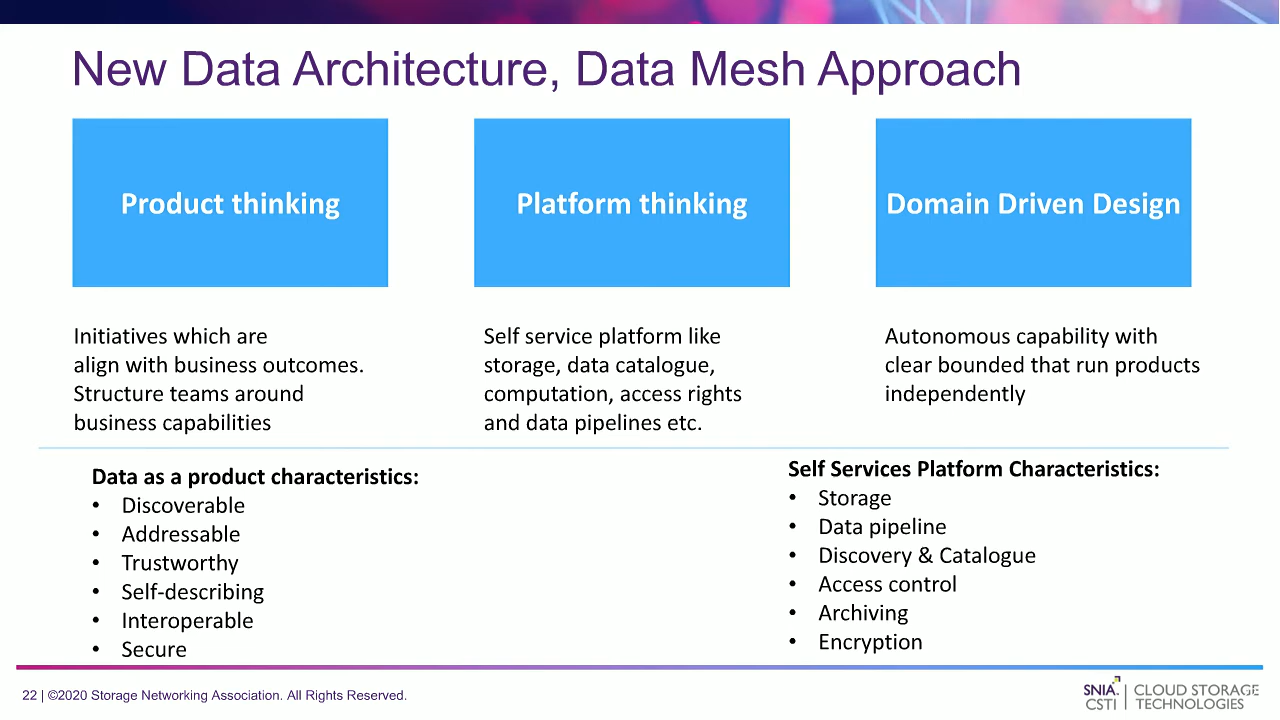 New Data Architecture, Data Mesh Approach
Product thinking
Platform thinking
Domain Driven Design
Initiatives which are
align with business outcomes.
Structure teams around
business capabilities
Self service platform like
storage, data catalogue,
computation, access rights
and data pipelines etc.
Autonomous capability with
clear bounded that run products
independently
Data as a product characteristics:
• Discoverable
• Addressable
• Trustworthy
• Self-describing
• Interoperable
• Secure
Self Services Platform Characteristics:
• Storage
• Data pipeline
• Discovery & Catalogue
• Access control
• Archiving
• Encryption
22 | ©2020 Storage Networking Association. All Rights Reserved.
SNIA.
CSTI
CLOUD STORAGE
TECHNOLOGIES